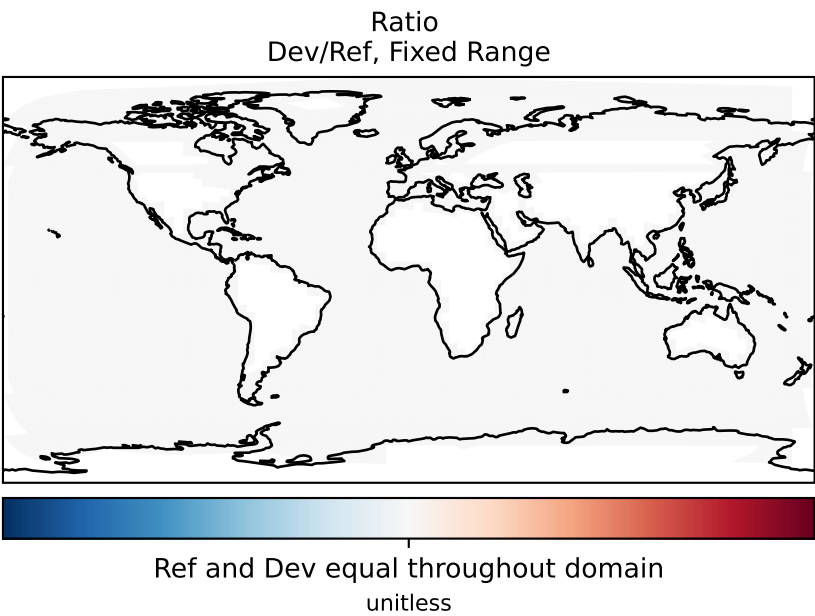 Ratio
Dev/Ref, Fixed Range
Ref and Dev equal throughout domain
unitless